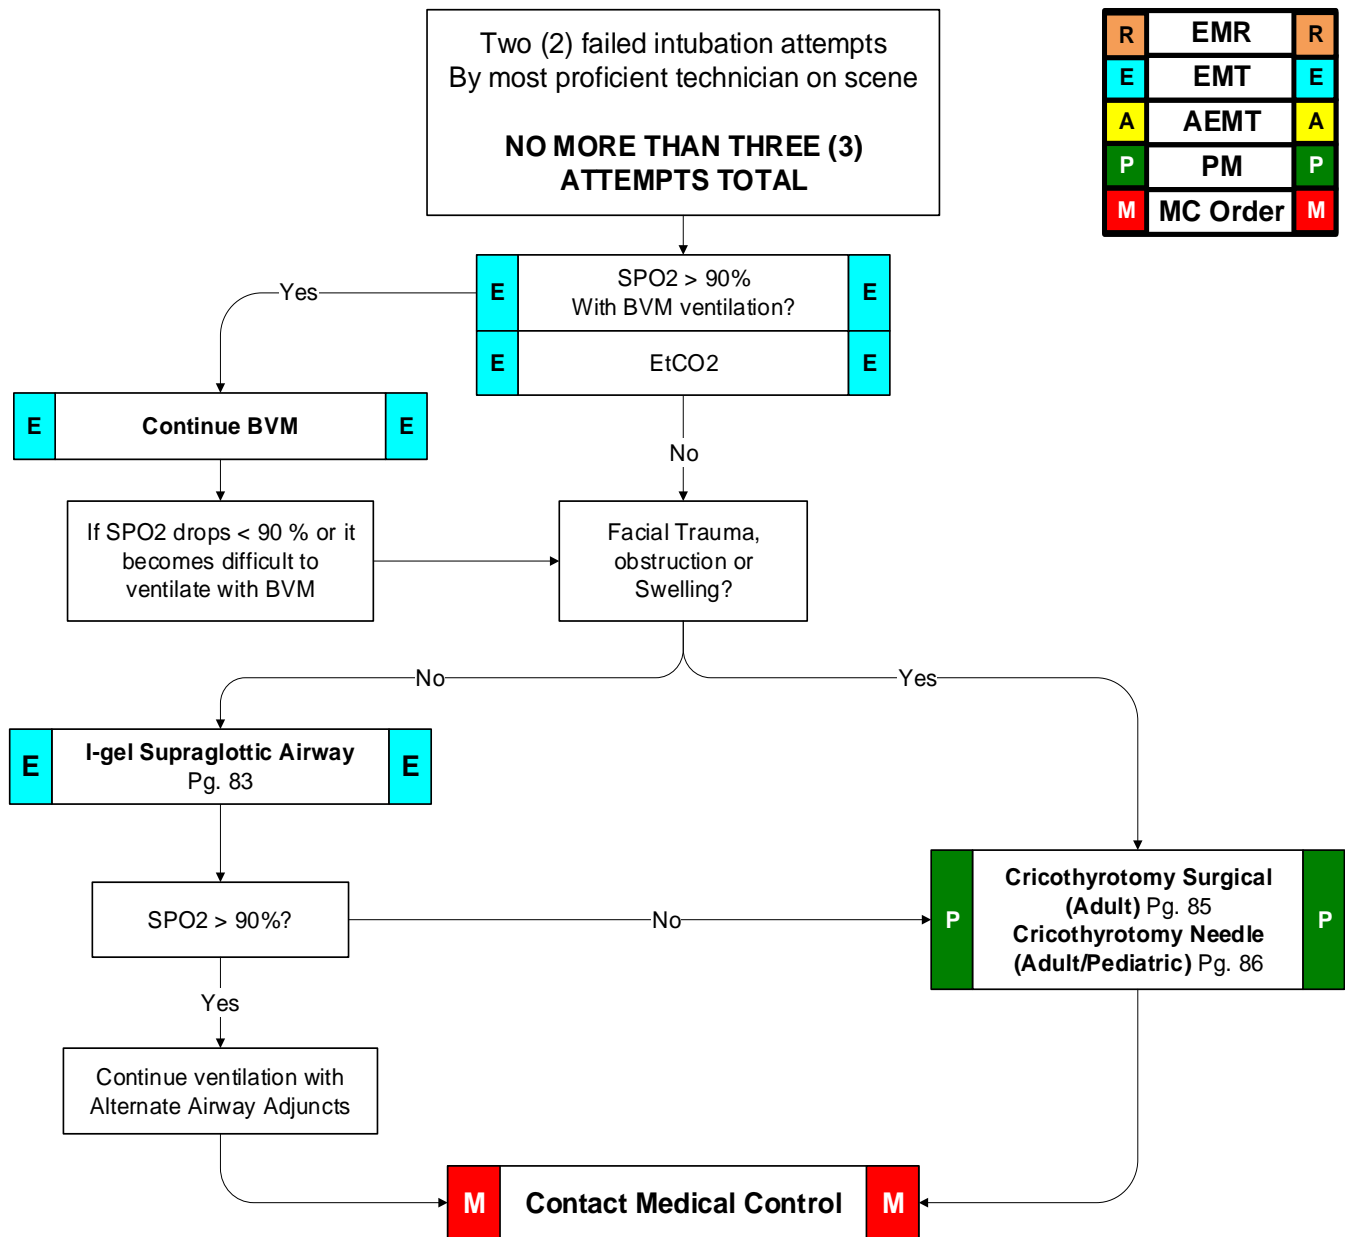 Two (2) failed intubation attempts
By most proficient technician on scene
NO MORE THAN THREE (3)
ATTEMPTS TOTAL
R EMR R
E EMT E
A AEMT A
P PM P
M MC Order M
E SPO2 > 90% E
With BVM ventilation?
E EtCO2 E
Yes
E Continue BVM E
No
If SPO2 drops < 90 % or it
becomes difficult to
ventilate with BVM
Facial Trauma,
obstruction or
Swelling?
No
Yes
E I-gel Supraglottic Airway E
Pg. 83
SPO2 > 90%?
No
P Cricothyrotomy Surgical P
(Adult) Pg. 85
Cricothyrotomy Needle
(Adult/Pediatric) Pg. 86
Yes
Continue ventilation with
Alternate Airway Adjuncts
M Contact Medical Control M